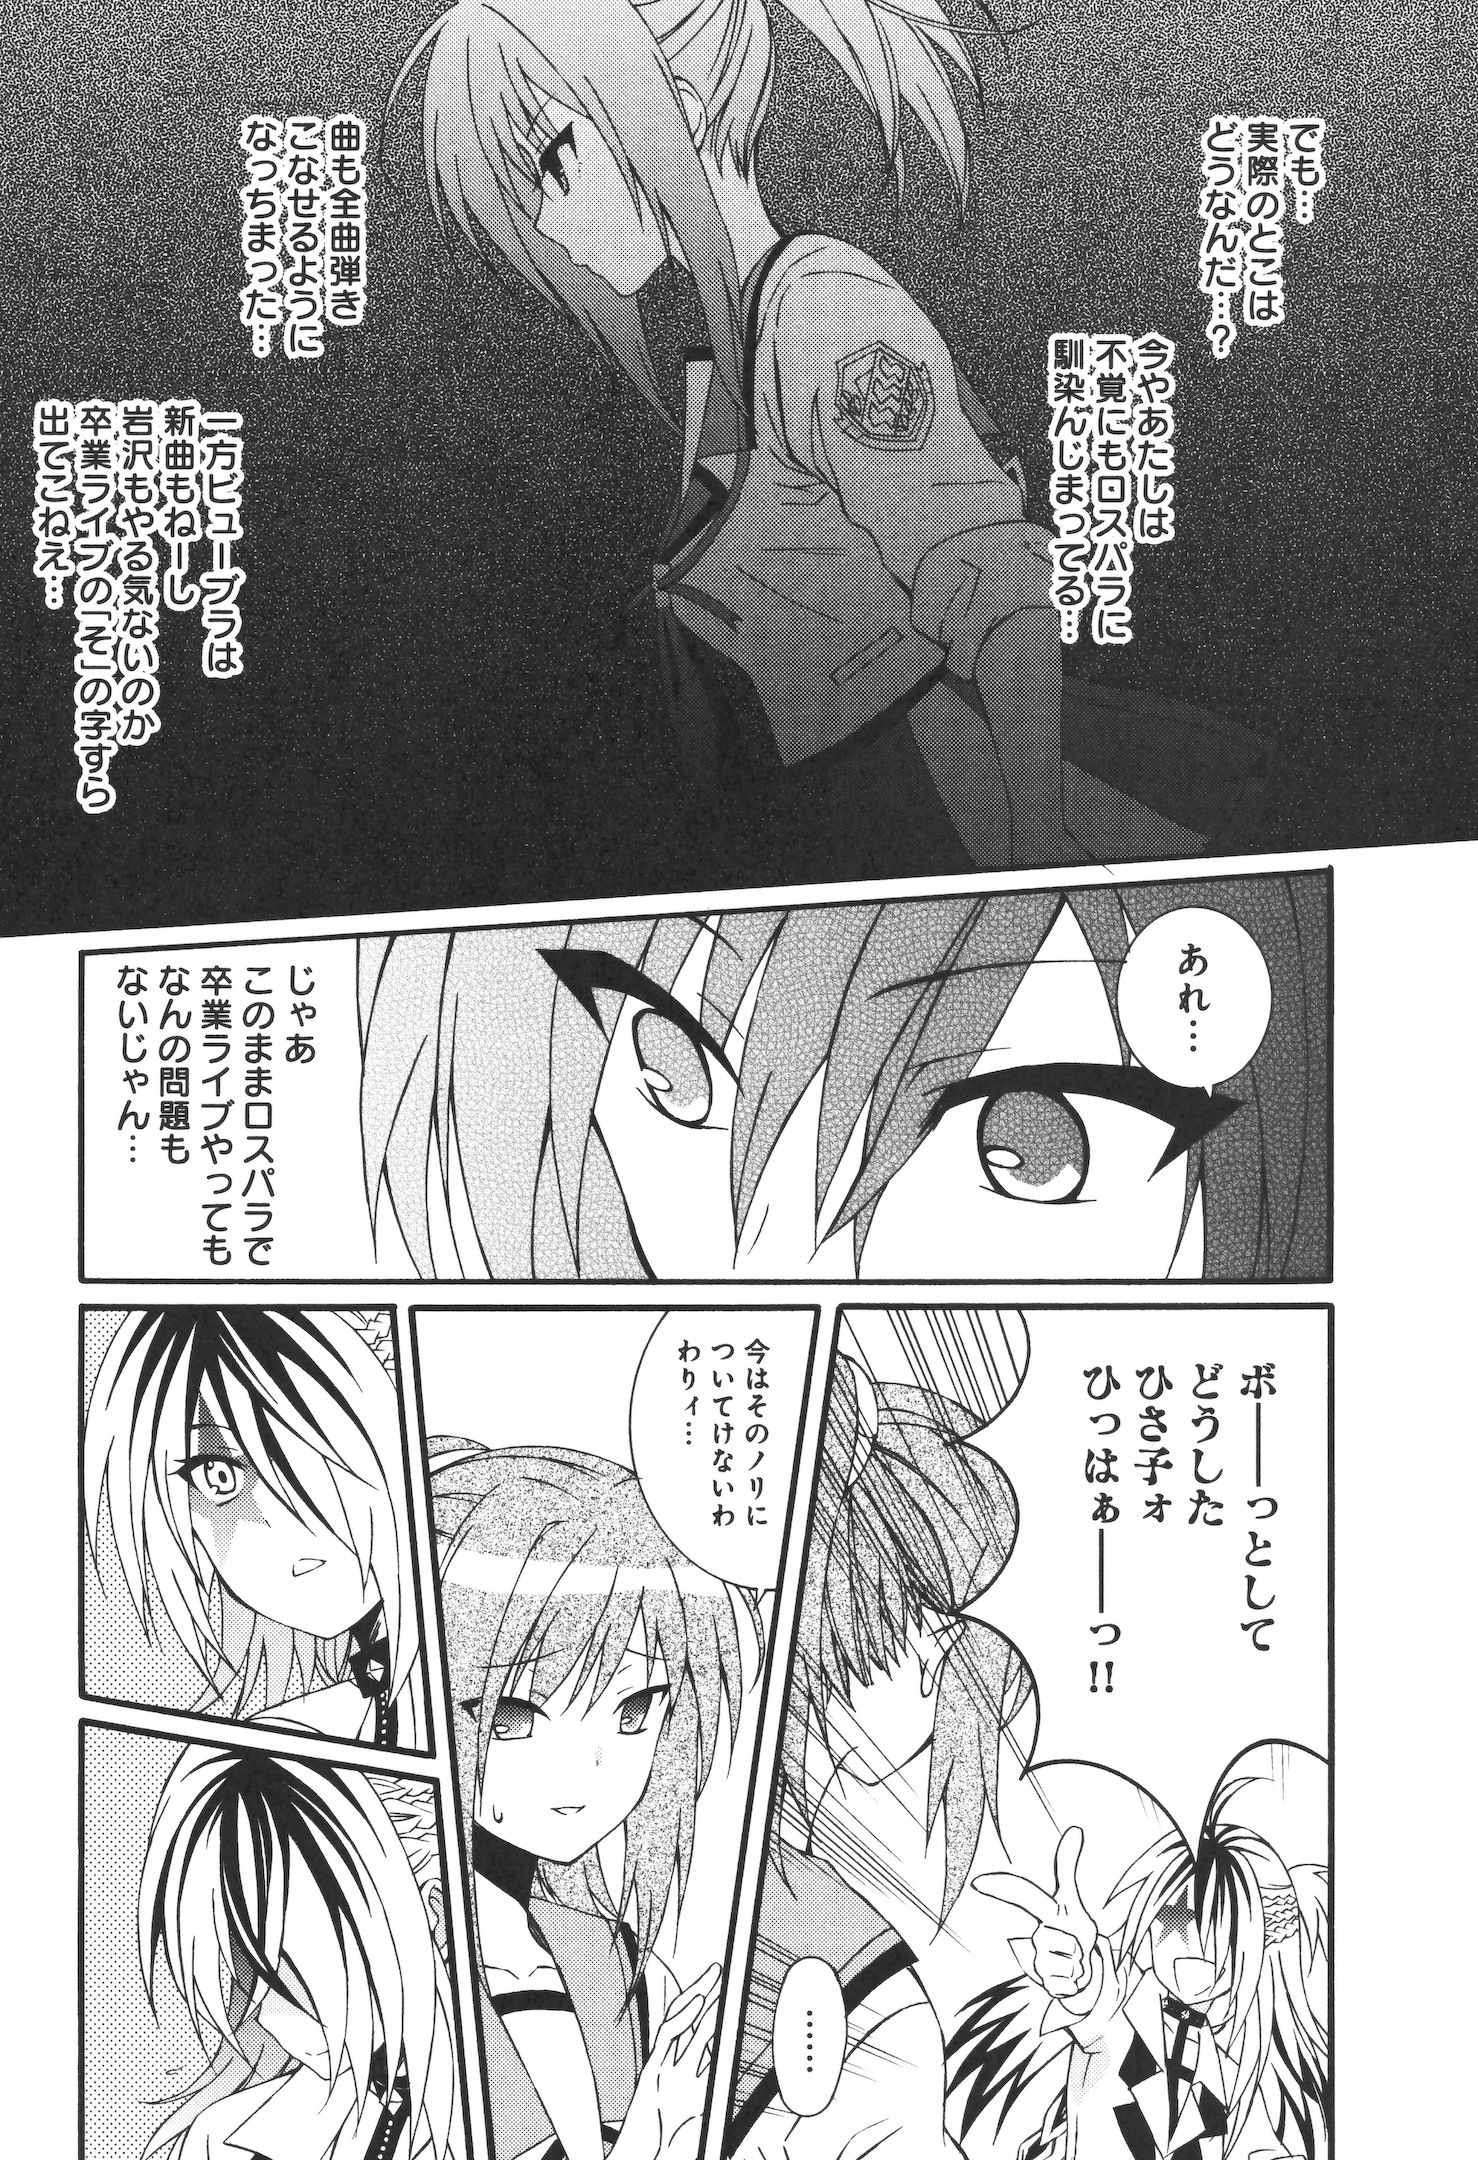 でも…
実際のとこは
どうなんだ…?
今やあたしは
不覚にもロスパラに
馴染んじまってる…
曲も全曲弾き
こなせるように
なっちまった…
一方ビューブラは
新曲もねーし
岩沢もやる気ないのか
卒業ライブの「そ」の字すら
出てこねぇ…
あれ…
じゃあ
このままロスパラで
卒業ライブやっても
なんの問題も
ないじゃん…
ボ──っとして
どうした
ひさ子ォ
ひっはぁ──っ!!
……
今はそのノリに
ついてけないわ
わりィ…